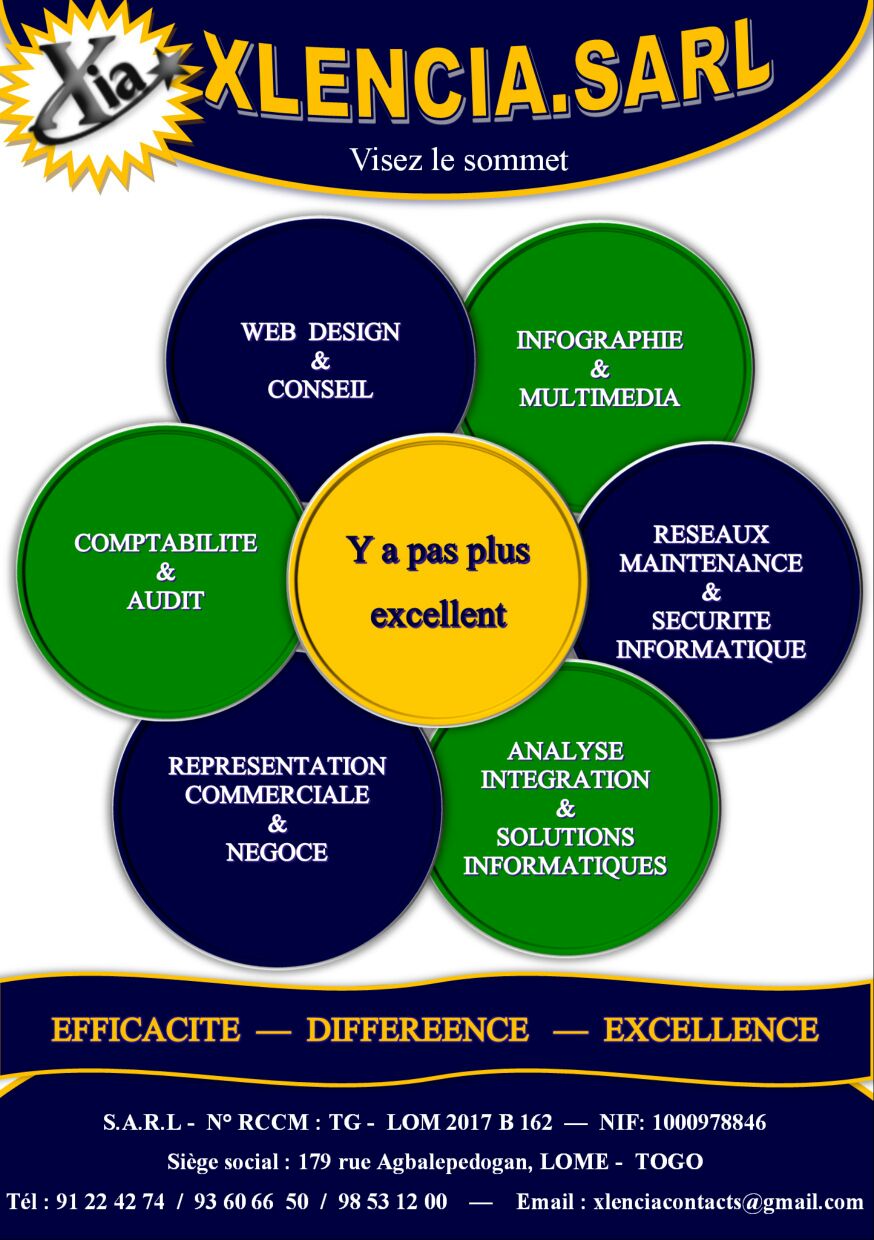 Xia
XLENCIA.SARL
Visez le sommet
WEB DESIGN
&
CONSEIL
INFOGRAPHIE
&
MULTIMEDIA
COMPTABILITE
&
AUDIT
Y a pas plus
excellent
RESEAUX
MAINTENANCE
&
SECURITE
INFORMATIQUE
REPRESENTATION
COMMERCIALE
&
NEGOCE
ANALYSE
INTEGRATION
&
SOLUTIONS
INFORMATIQUES
EFFICACITE — DIFFEREENCE — EXCELLENCE
S.A.R.L - N° RCCM : TG - LOM 2017 B 162 — NIF: 1000978846
Siège social : 179 rue Agbalepedogan, LOME - TOGO
Tél : 91 22 42 74 / 93 60 66 50 / 98 53 12 00 — Email : xlenciacontacts@gmail.com